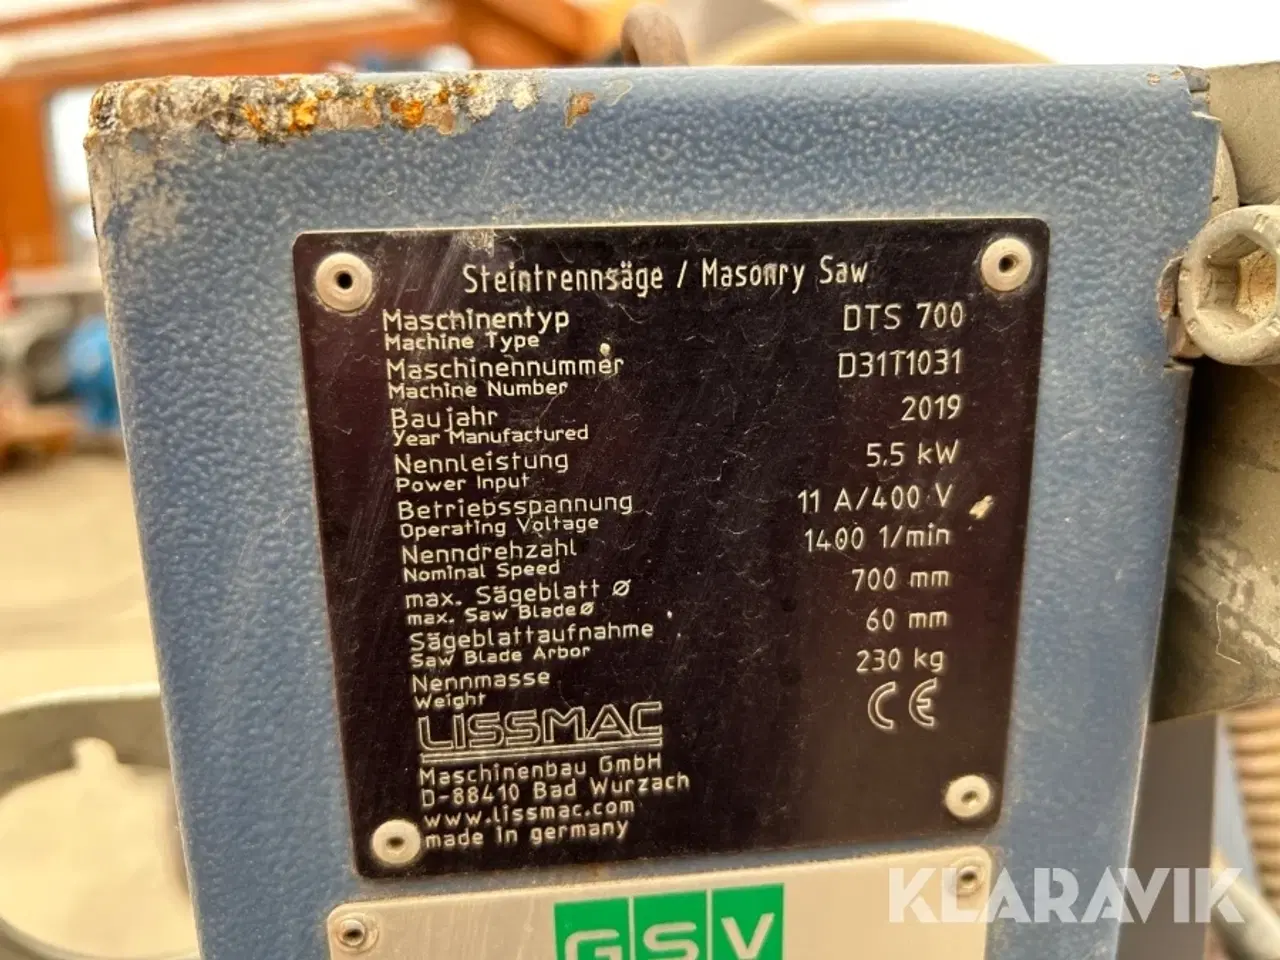 Steintrennsäge / Masonry Saw
Maschinentyp DTS 700
Machine Type
Maschinennummer D31T1031
Machine Number
Baujahr 2019
Year Manufactured
Nennleistung 5,5 kW
Power Input
Betriebsspannung 11 A/400 V
Operating Voltage
Nenndrehzahl 1400 1/min
Nominal Speed
max. Sägeblatt Ø 700 mm
max. Saw Blade Ø
Sägeblattaufnahme 60 mm
Saw Blade Arbor
Nennmasse 230 kg
Weight
CE
LISSMAC
Maschinenbau GmbH
D-88410 Bad Wurzach
www.lissmac.com
made in germany
GSV
KLARAVIK